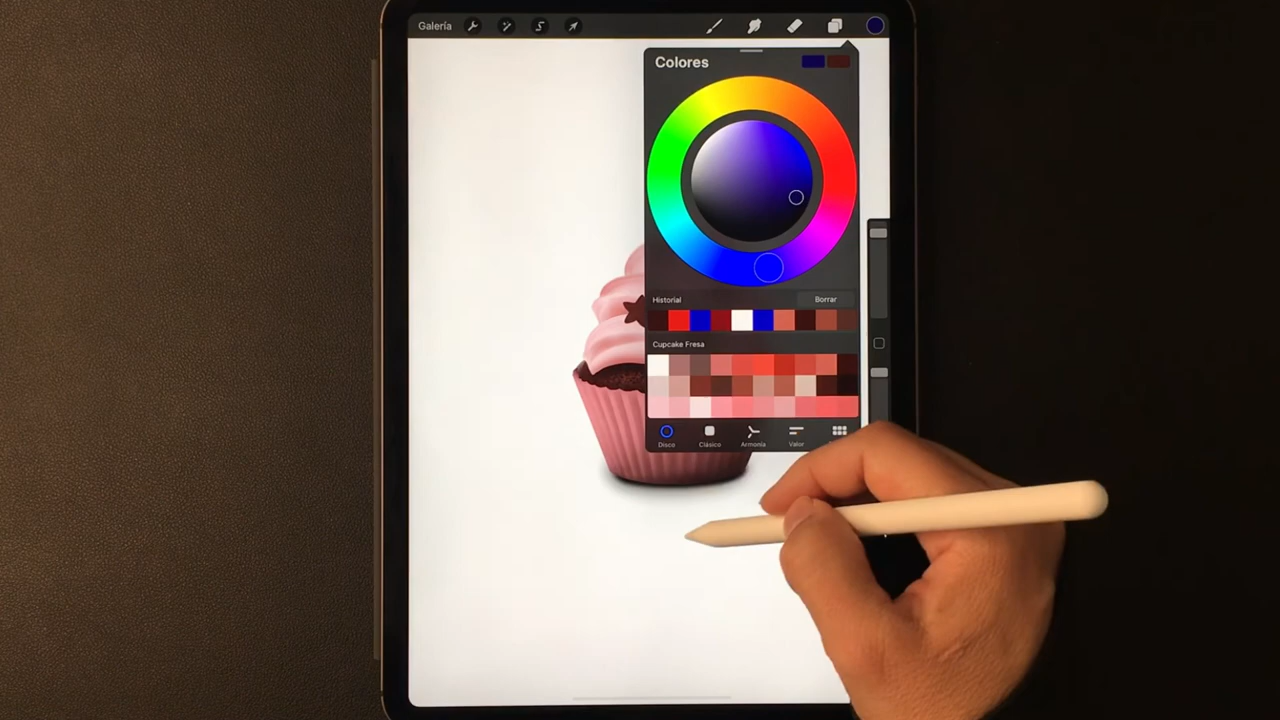 Galería
Colores
Historial Borrar
Cupcake Fresa
Disco Clásico Armonía Valor